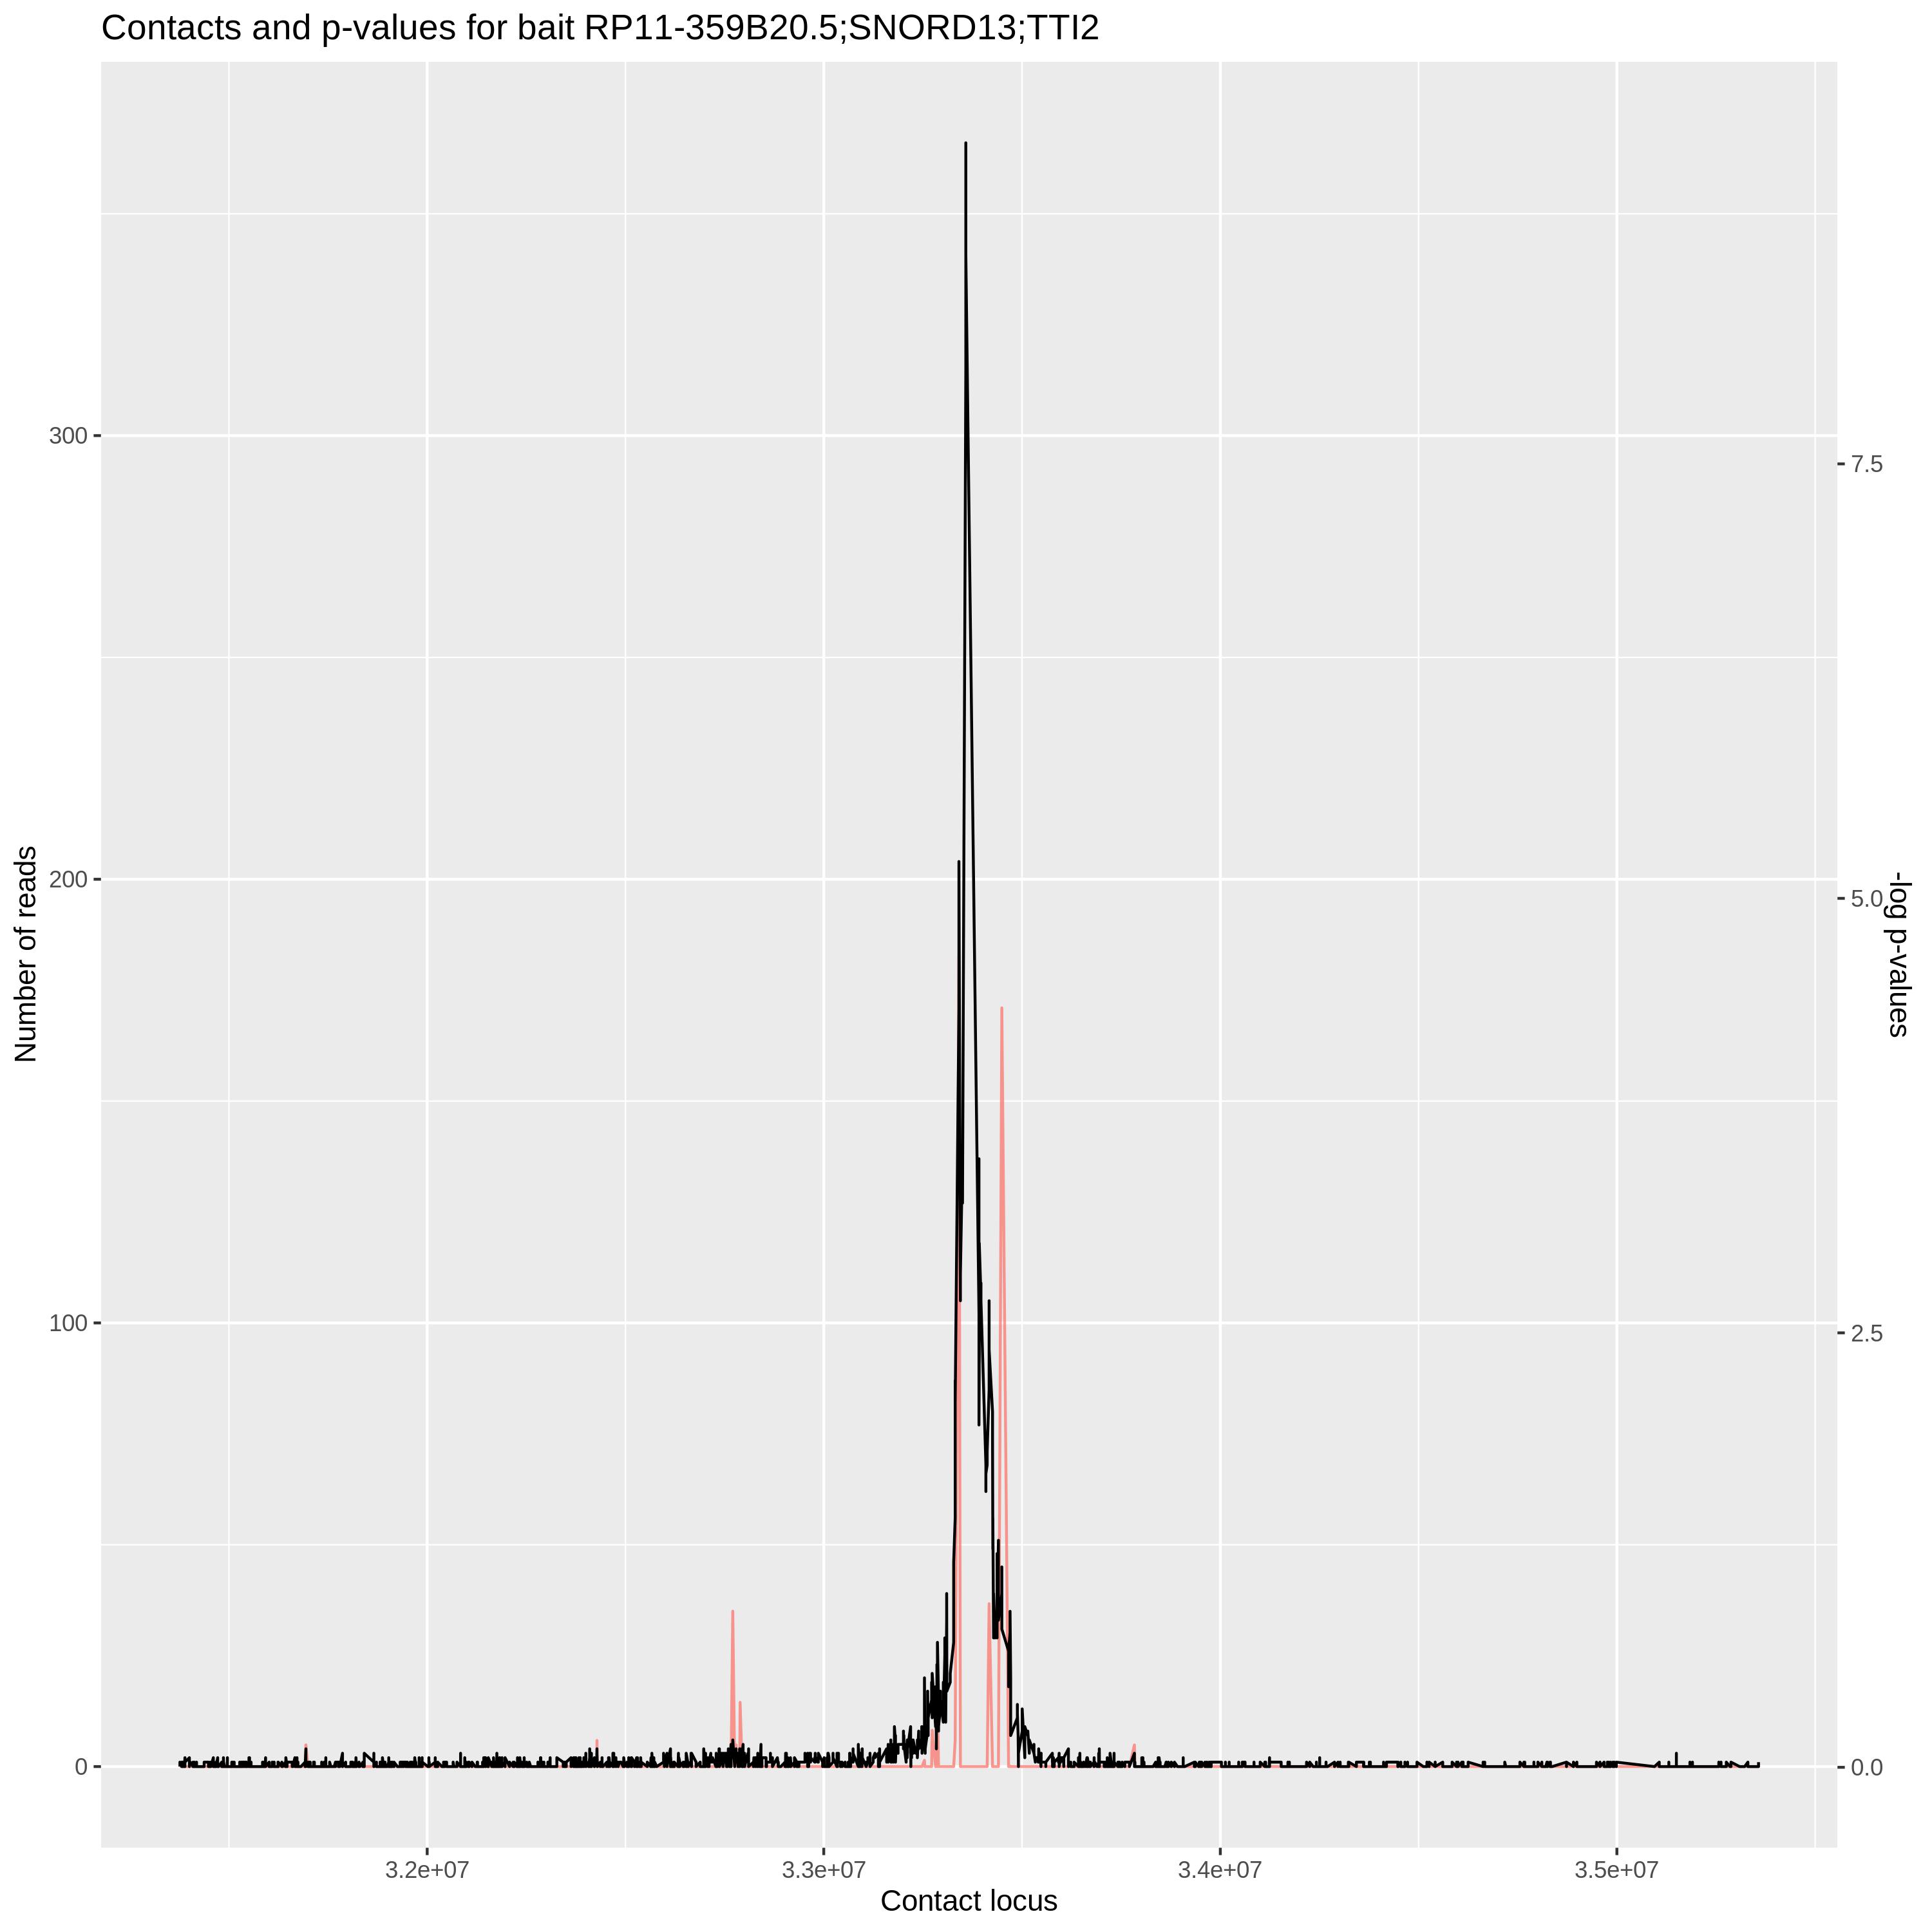 Contacts and p-values for bait RP11-359B20.5;SNORD13;TTI2
Number of reads
300
200
100
0
7.5
5.0
2.5
0.0
-log p-values
3.2e+07 3.3e+07 3.4e+07 3.5e+07
Contact locus